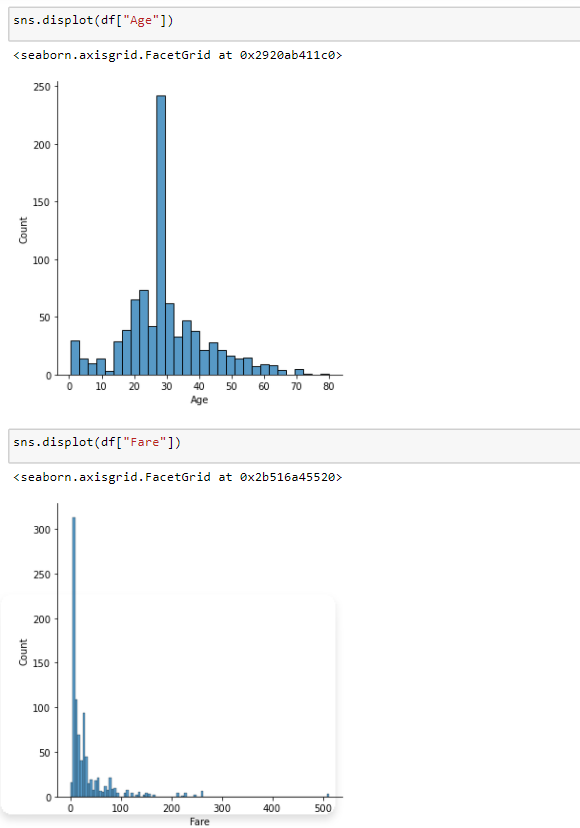 sns.displot(df["Age"])
<seaborn.axisgrid.FacetGrid at 0x2920ab411c0>
250
200
150
100
50
0
Count
0 10 20 30 40 50 60 70 80
Age
sns.displot(df["Fare"])
<seaborn.axisgrid.FacetGrid at 0x2b516a45520>
300
250
200
150
100
50
0
Count
0 100 200 300 400 500
Fare